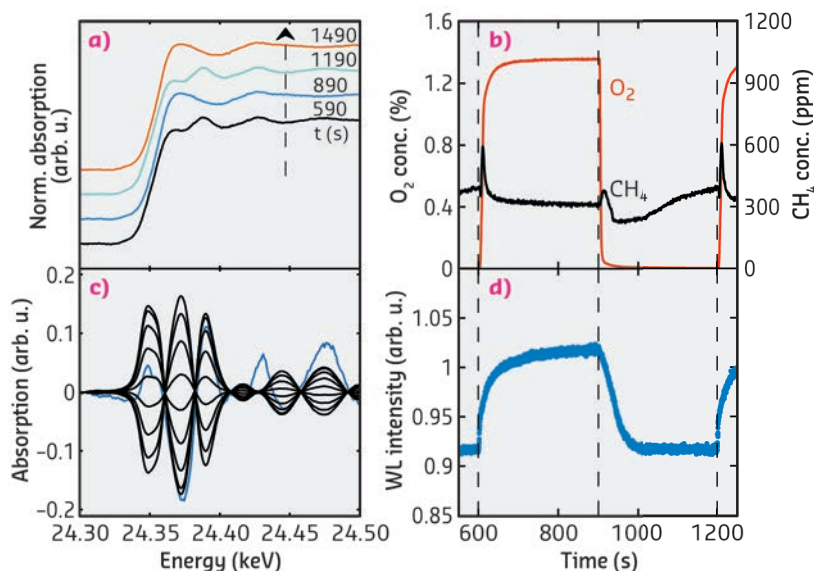 a)
1490
1190
890
590
t (s)
Norm. absorption
(arb. u.)
b)
1.6
1.2
0.8
0.4
0
O₂ conc. (%)
O₂
CH₄
1200
900
600
300
0
CH₄ conc. (ppm)
c)
0.2
0.1
0
−0.1
−0.2
Absorption (arb. u.)
24.30 24.35 24.40 24.45 24.50
Energy (keV)
d)
1.05
1
0.95
0.9
0.85
WL intensity (arb. u.)
600 800 1000 1200
Time (s)